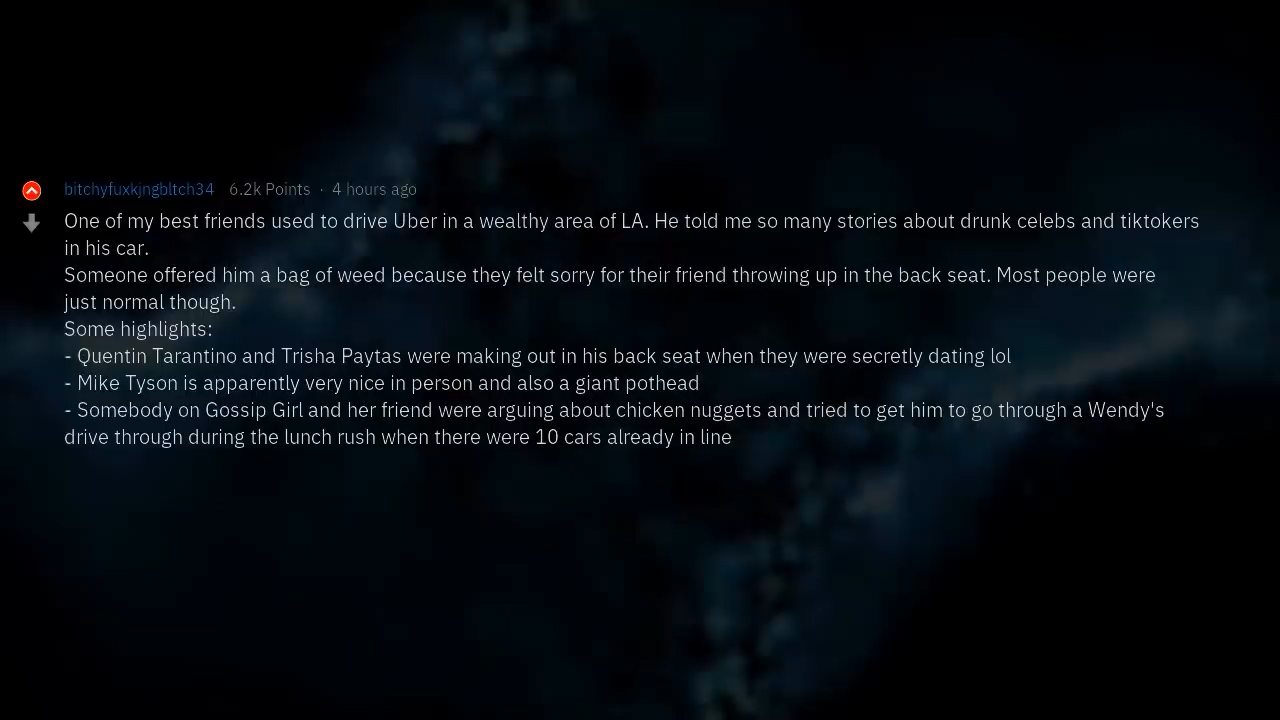 bitchyfuxkjngbltch34 6.2k Points · 4 hours ago
One of my best friends used to drive Uber in a wealthy area of LA. He told me so many stories about drunk celebs and tiktokers
in his car.
Someone offered him a bag of weed because they felt sorry for their friend throwing up in the back seat. Most people were
just normal though.
Some highlights:
- Quentin Tarantino and Trisha Paytas were making out in his back seat when they were secretly dating lol
- Mike Tyson is apparently very nice in person and also a giant pothead
- Somebody on Gossip Girl and her friend were arguing about chicken nuggets and tried to get him to go through a Wendy's
drive through during the lunch rush when there were 10 cars already in line